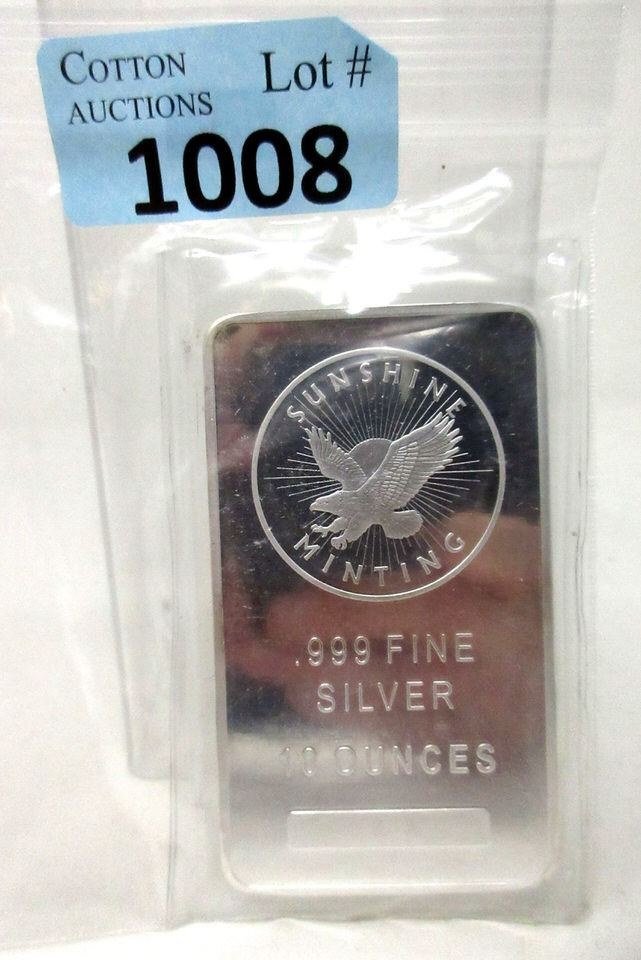 COTTON
AUCTIONS
Lot #
1008
SUNSHINE
MINTING
.999 FINE
SILVER
10 OUNCES